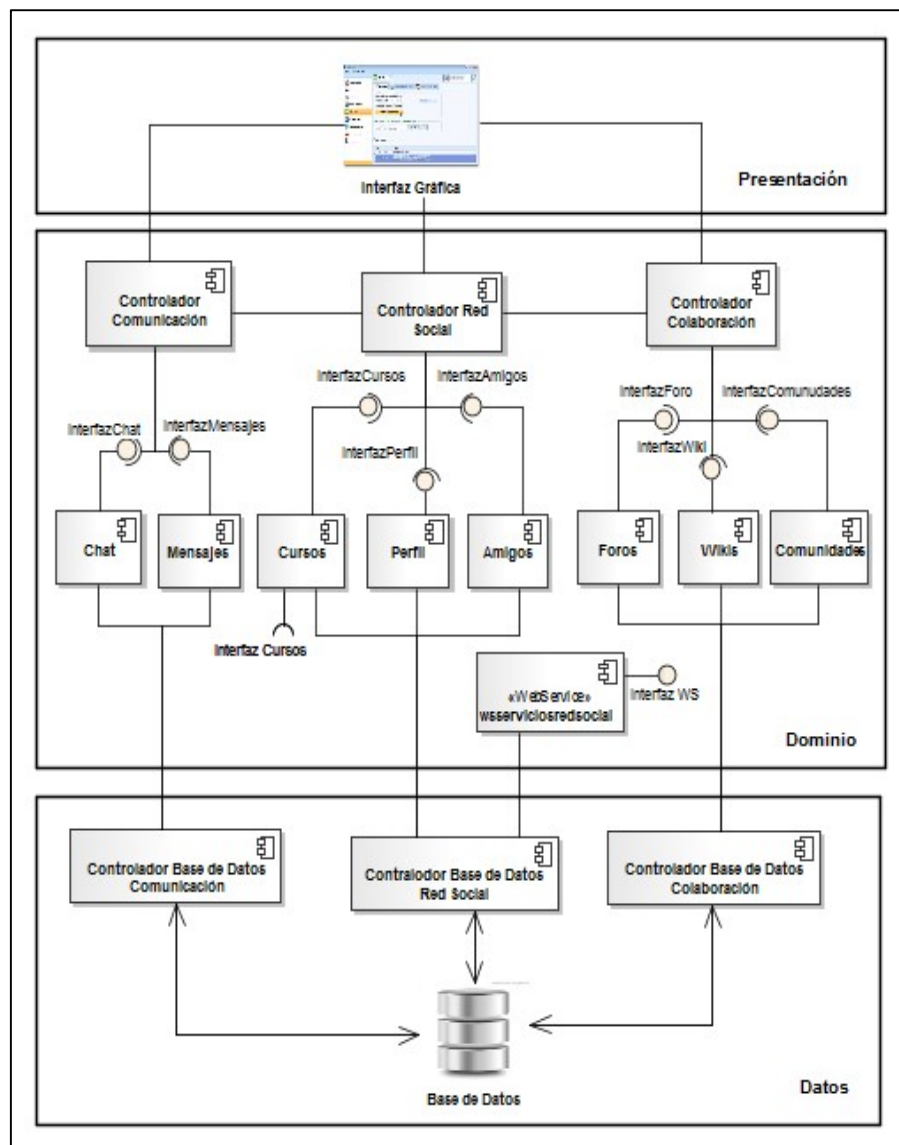 Interfaz Gráfica
Presentación
Controlador
Comunicación
Controlador Red
Social
Controlador
Colaboración
InterfazCursos
InterfazAmigos
InterfazForo
InterfazComunudades
InterfazChat
InterfazMensajes
InterfazPerfil
InterfazWiki
Chat
Mensajes
Cursos
Perfil
Amigos
Foros
Wikis
Comunidades
Interfaz Cursos
«WebService»
wsserviciosredsocial
Interfaz WS
Dominio
Controlador Base de Datos
Comunicación
Contralodor Base de Datos
Red Social
Controlador Base de Datos
Colaboración
Base de Datos
Datos